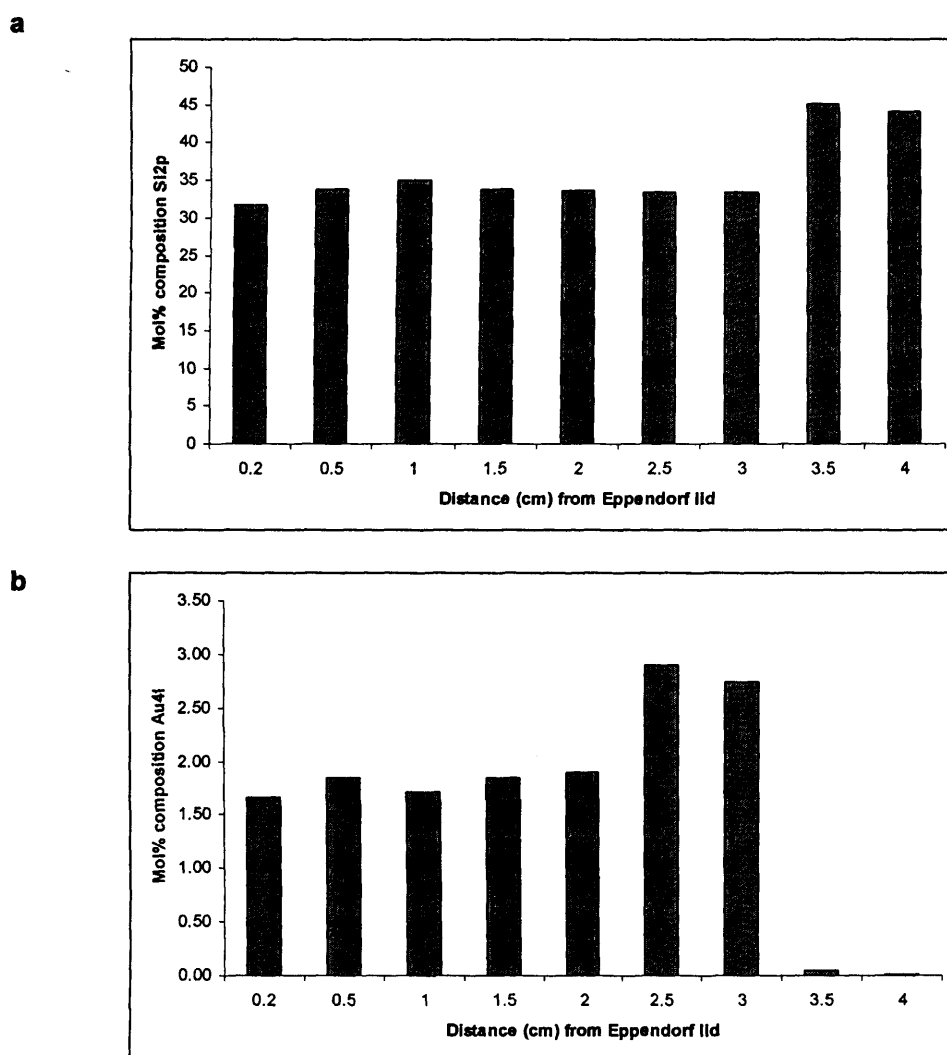 a
50
45
40
35
30
25
20
15
10
5
0
Mol% composition Si2p
0.2 0.5 1 1.5 2 2.5 3 3.5 4
Distance (cm) from Eppendorf lid
b
3.50
3.00
2.50
2.00
1.50
1.00
0.50
0.00
Mol% composition Au4f
0.2 0.5 1 1.5 2 2.5 3 3.5 4
Distance (cm) from Eppendorf lid